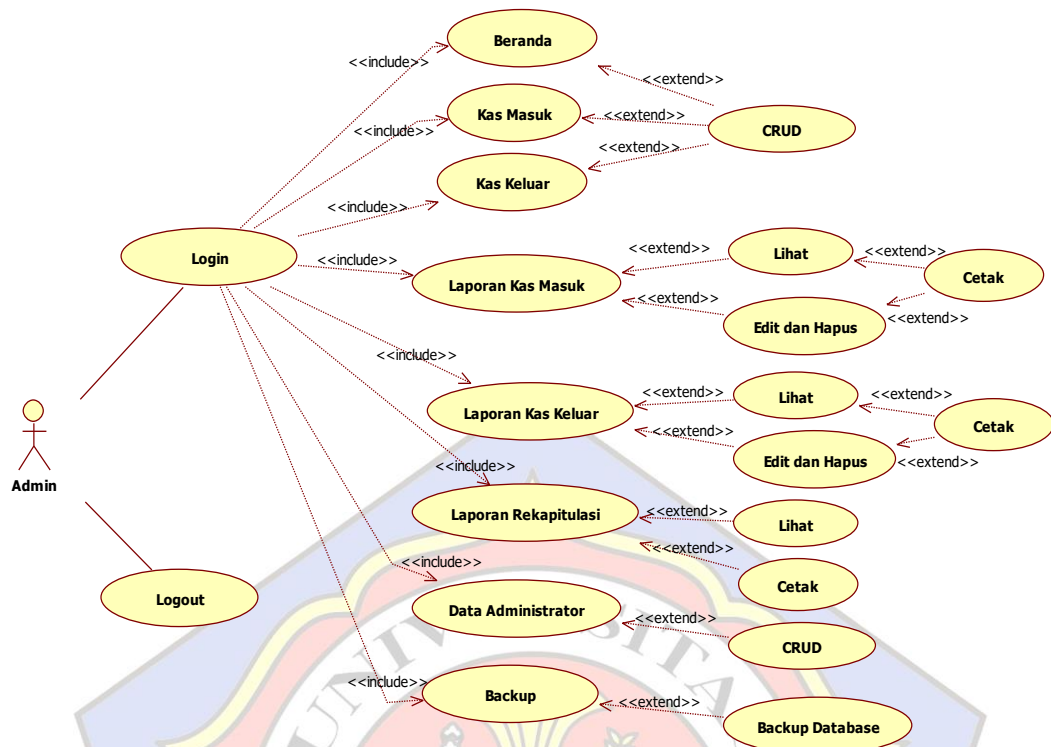 Beranda
<<include>>
<<extend>>
Kas Masuk
<<include>>
<<extend>>
CRUD
<<extend>>
Kas Keluar
<<include>>
Login
<<include>>
Laporan Kas Masuk
<<extend>>
Lihat
<<extend>>
Cetak
<<extend>>
Edit dan Hapus
<<extend>>
<<include>>
Laporan Kas Keluar
<<extend>>
Lihat
<<extend>>
Cetak
<<extend>>
Edit dan Hapus
<<extend>>
Admin
<<include>>
Laporan Rekapitulasi
<<extend>>
Lihat
<<extend>>
Cetak
<<include>>
Logout
Data Administrator
<<extend>>
CRUD
<<include>>
Backup
<<extend>>
Backup Database
UNIVERSITA